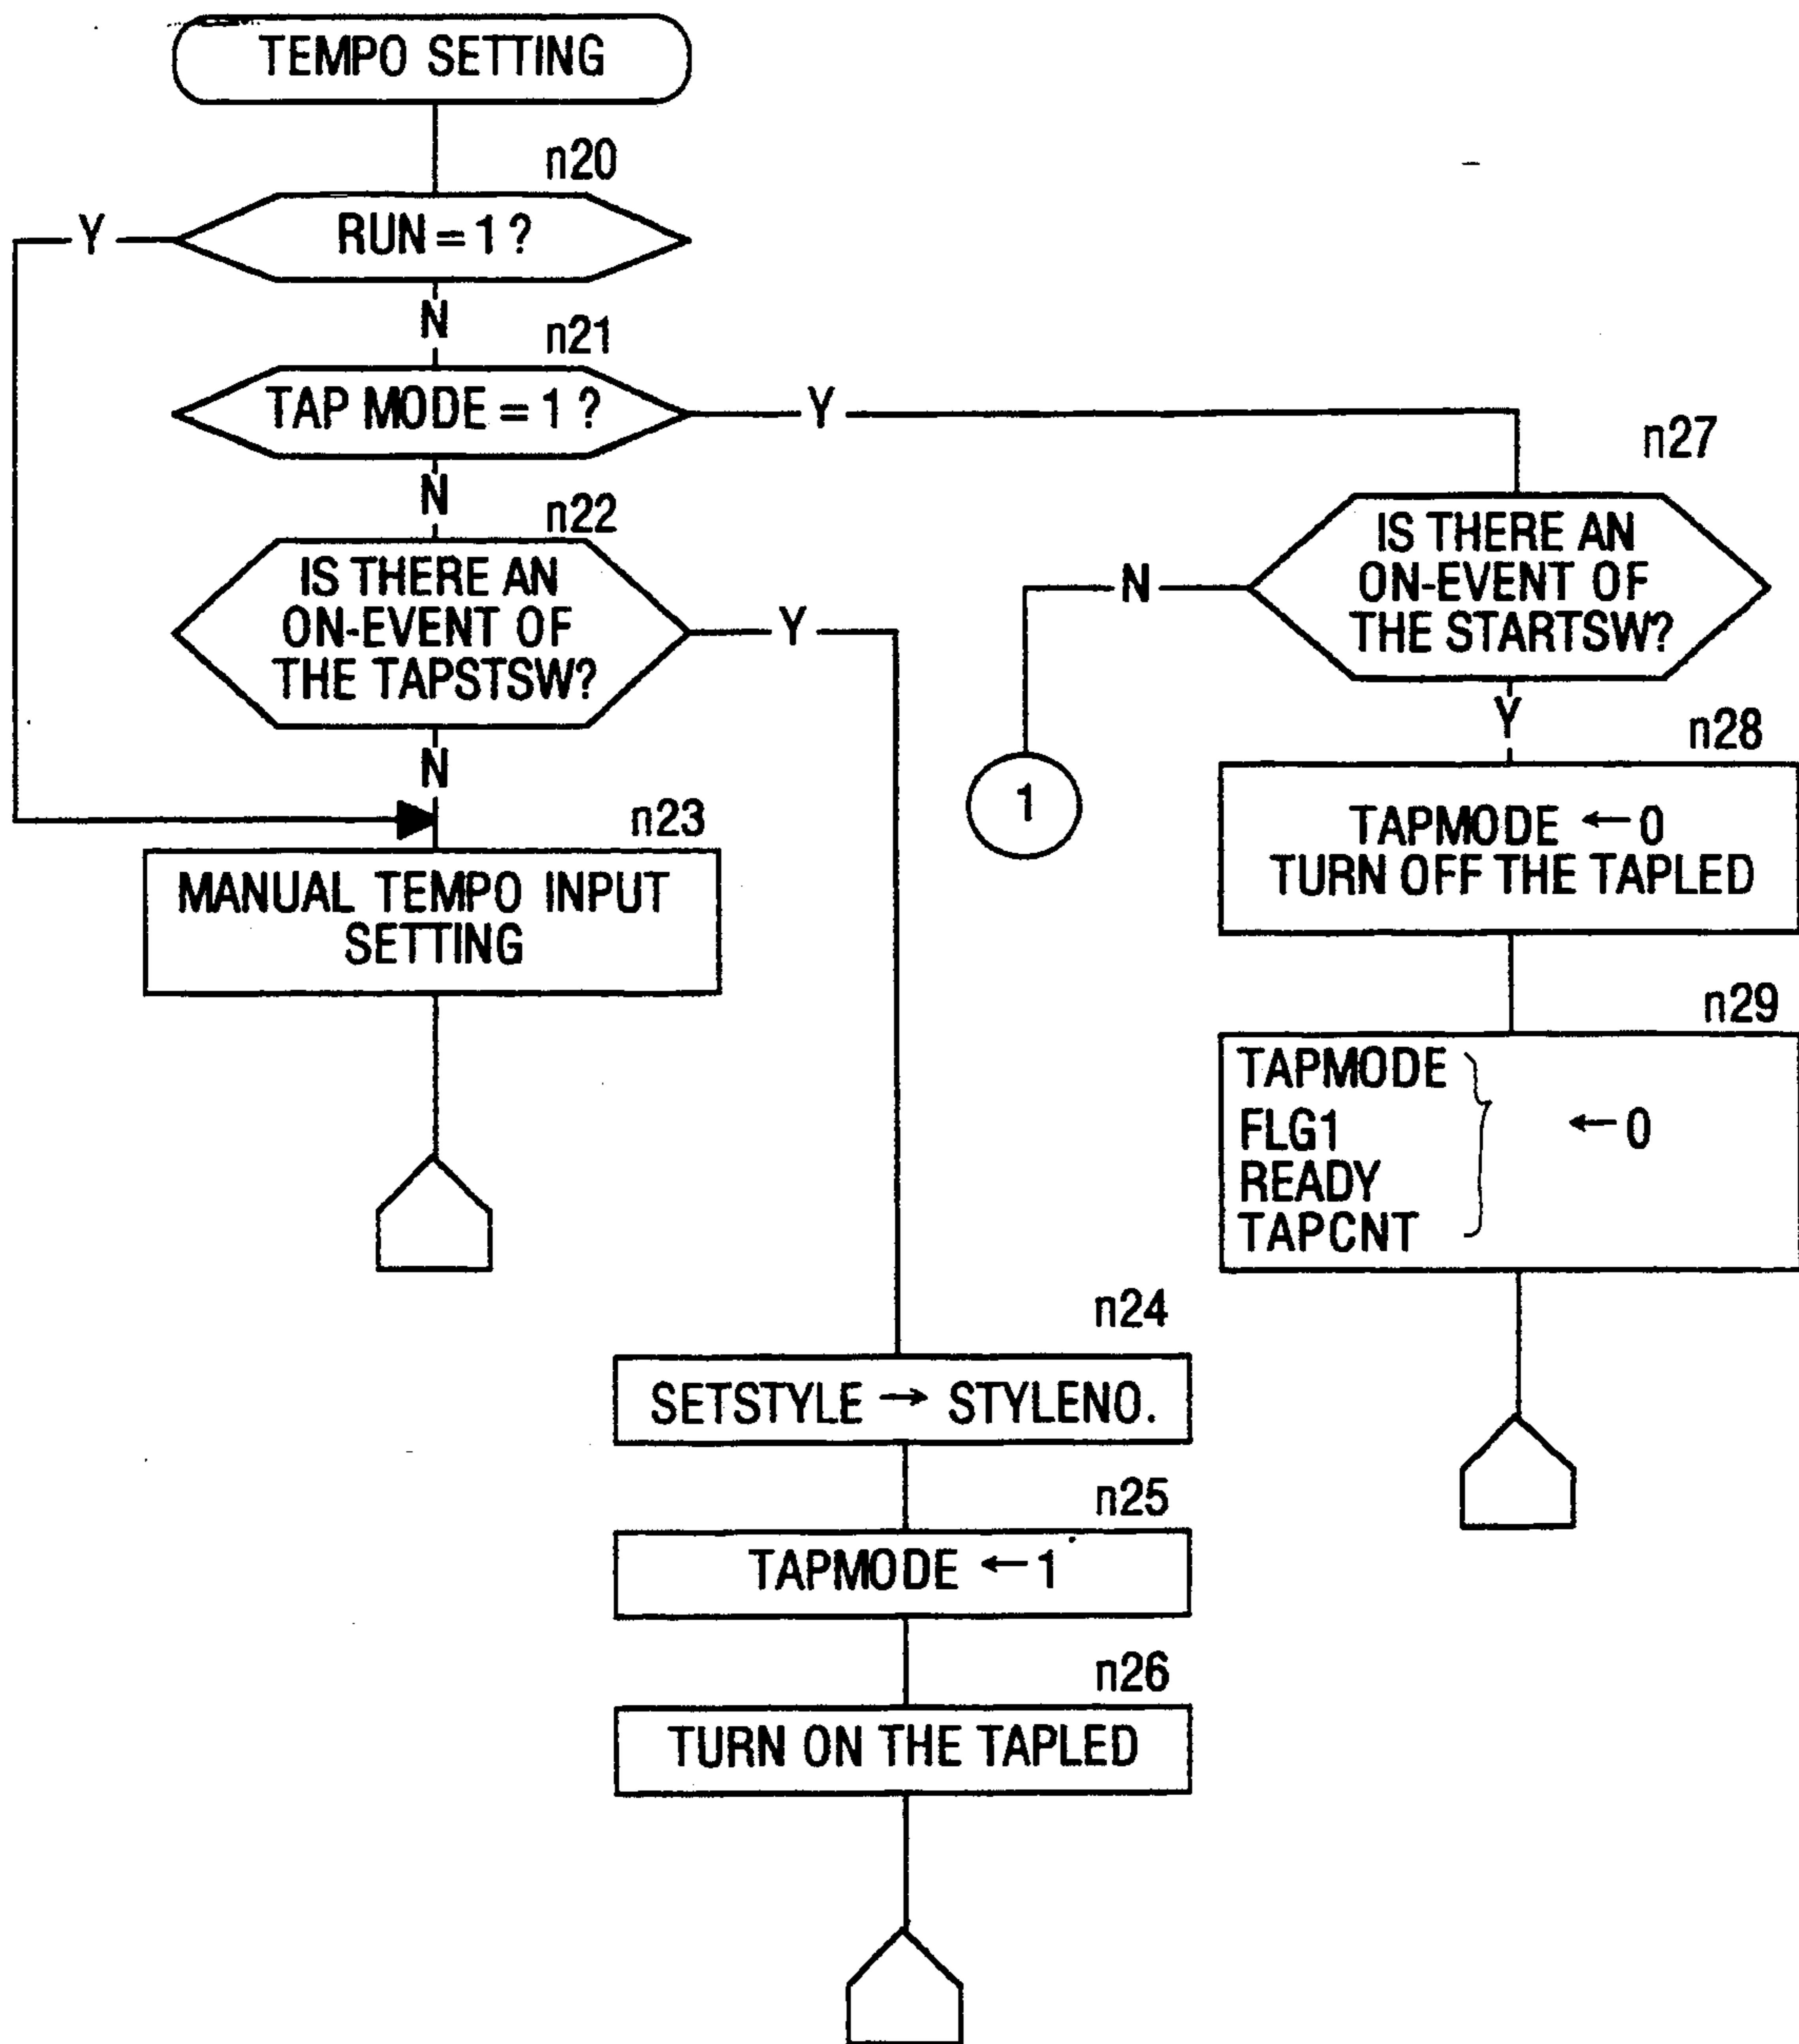 TEMPO SETTING
n20
Y
RUN = 1 ?
N
n21
TAP MODE = 1 ?
Y
N
n22
IS THERE AN
ON-EVENT OF
THE TAPSTSW?
Y
N
n23
MANUAL TEMPO INPUT
SETTING
n27
IS THERE AN
ON-EVENT OF
THE STARTSW?
N
1
Y
n28
TAPMODE ← 0
TURN OFF THE TAPLED
n29
TAPMODE
FLG1
READY
TAPCNT
← 0
n24
SETSTYLE → STYLENO.
n25
TAPMODE ← 1
n26
TURN ON THE TAPLED